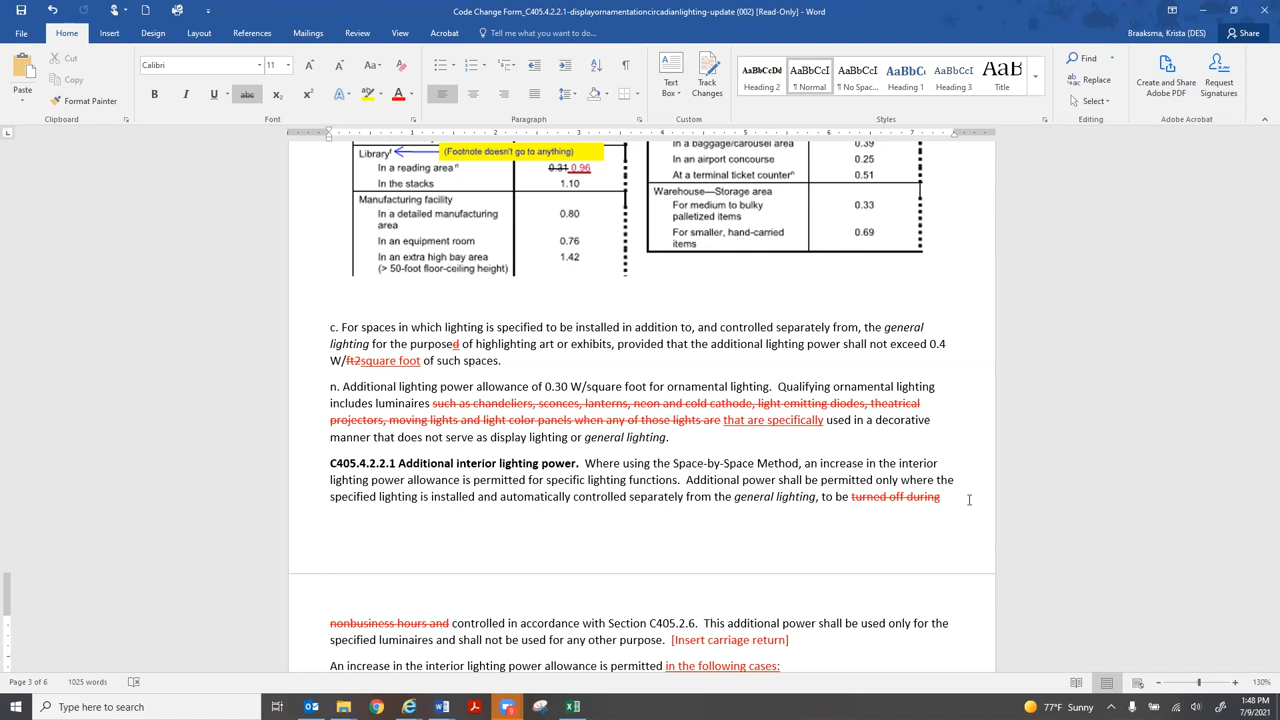 Code Change Form_C405.4.2.2.1-displayornamentationcircadianlighting-update (002) [Read-Only] - Word
Braaksma, Krista (DES)
File Home Insert Design Layout References Mailings Review View Acrobat Tell me what you want to do... Share
Cut
Copy
Format Painter
Paste
Calibri 11
Text Box
Track Changes
Find
Replace
Select
Create and Share Adobe PDF
Request Signatures
AaBbCcDd AaBbCcI AaBbCcI AaBbC AaBbCcI AaB
Heading 2 ¶ Normal ¶ No Spac... Heading 1 Heading 3 Title
Clipboard Font Paragraph Custom Styles Editing Adobe Acrobat
1 2 3 4 5 6 7
Library f (Footnote doesn't go to anything)
In a reading area n 0.31 0.96
In the stacks 1.10
Manufacturing facility
In a detailed manufacturing area 0.80
In an equipment room 0.76
In an extra high bay area 1.42
(> 50-foot floor-ceiling height)
In a baggage/carousel area 0.39
In an airport concourse 0.25
At a terminal ticket counter n 0.51
Warehouse—Storage area
For medium to bulky palletized items 0.33
For smaller, hand-carried items 0.69
c. For spaces in which lighting is specified to be installed in addition to, and controlled separately from, the general
lighting for the purposed of highlighting art or exhibits, provided that the additional lighting power shall not exceed 0.4
W/ft2square foot of such spaces.
n. Additional lighting power allowance of 0.30 W/square foot for ornamental lighting. Qualifying ornamental lighting
includes luminaires such as chandeliers, sconces, lanterns, neon and cold cathode, light emitting diodes, theatrical
projectors, moving lights and light color panels when any of those lights are that are specifically used in a decorative
manner that does not serve as display lighting or general lighting.
C405.4.2.2.1 Additional interior lighting power. Where using the Space-by-Space Method, an increase in the interior
lighting power allowance is permitted for specific lighting functions. Additional power shall be permitted only where the
specified lighting is installed and automatically controlled separately from the general lighting, to be turned off during
nonbusiness hours and controlled in accordance with Section C405.2.6. This additional power shall be used only for the
specified luminaires and shall not be used for any other purpose. [Insert carriage return]
An increase in the interior lighting power allowance is permitted in the following cases:
Page 3 of 6 1025 words 130%
Type here to search
77°F Sunny
1:48 PM
7/9/2021